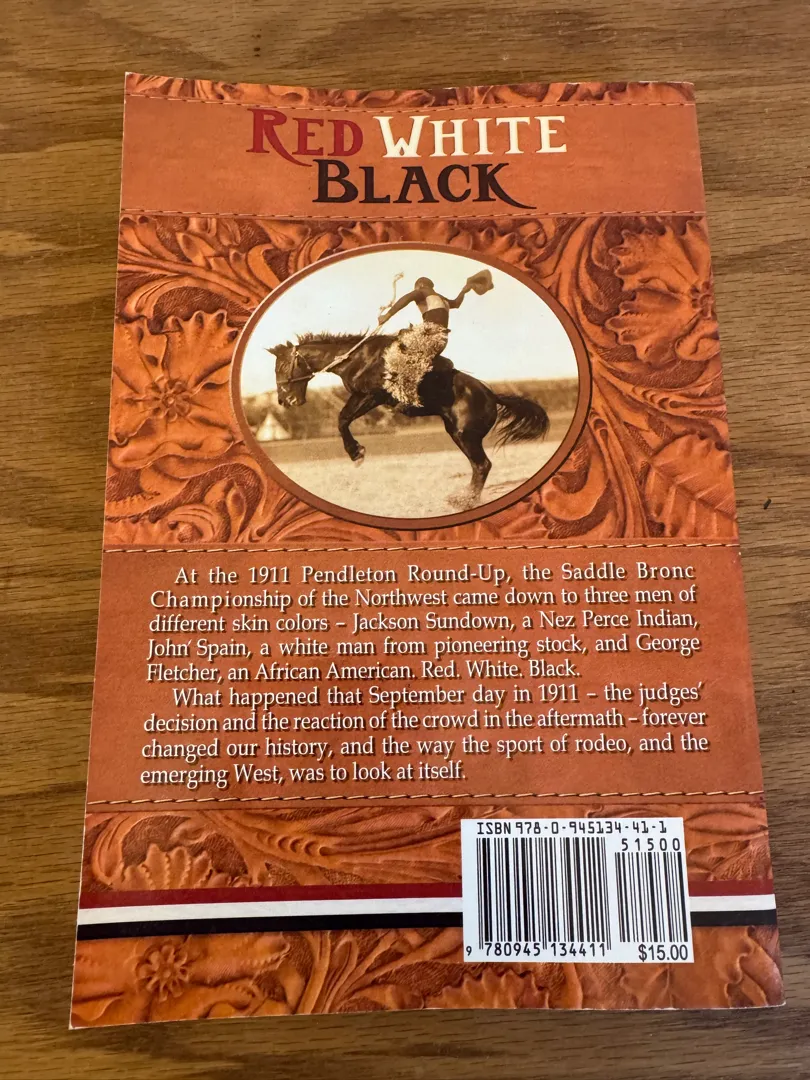 RED WHITE
BLACK
At the 1911 Pendleton Round-Up, the Saddle Bronc
Championship of the Northwest came down to three men of
different skin colors – Jackson Sundown, a Nez Perce Indian,
John Spain, a white man from pioneering stock, and George
Fletcher, an African American. Red. White. Black.
What happened that September day in 1911 – the judges'
decision and the reaction of the crowd in the aftermath – forever
changed our history, and the way the sport of rodeo, and the
emerging West, was to look at itself.
ISBN 978-0-945134-41-1
51500
9 780945 134411
$15.00